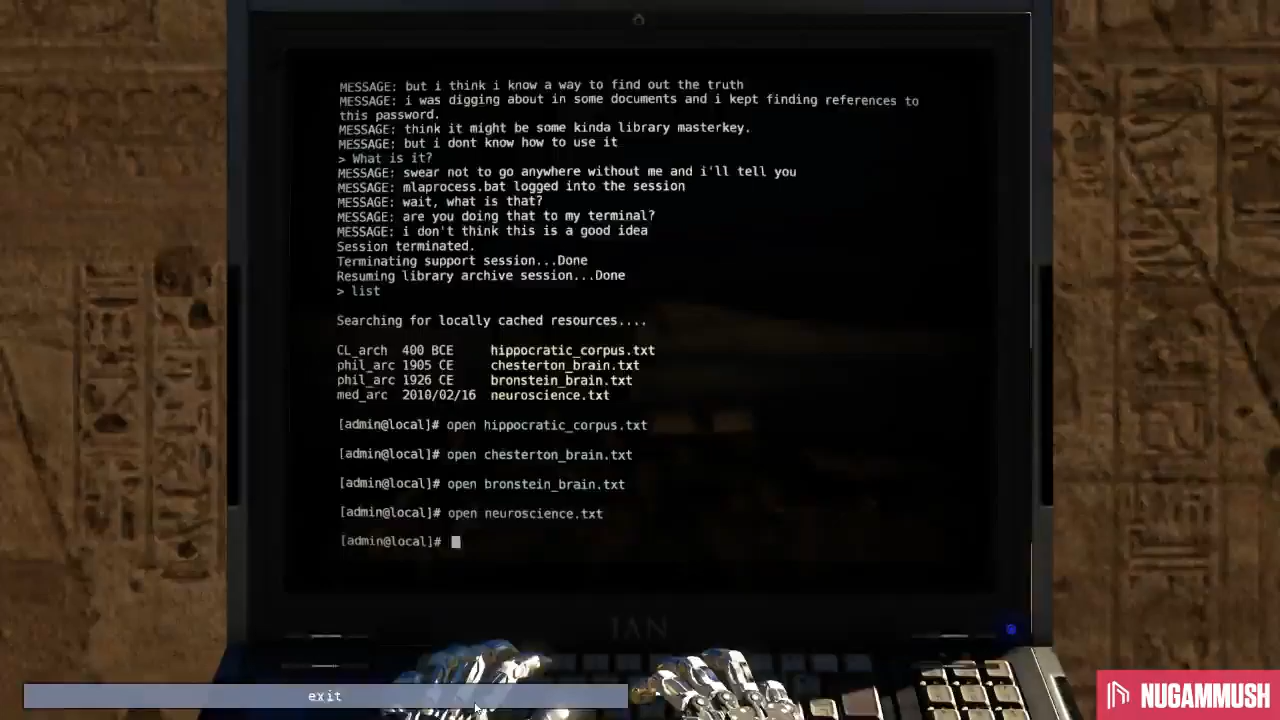 MESSAGE: but i think i know a way to find out the truth
MESSAGE: i was digging about in some documents and i kept finding references to
this password.
MESSAGE: think it might be some kinda library masterkey.
MESSAGE: but i dont know how to use it
> What is it?
MESSAGE: swear not to go anywhere without me and i'll tell you
MESSAGE: mlaprocess.bat logged into the session
MESSAGE: wait, what is that?
MESSAGE: are you doing that to my terminal?
MESSAGE: i don't think this is a good idea
Session terminated.
Terminating support session...Done
Resuming library archive session...Done
> list
Searching for locally cached resources....
CL_arch 400 BCE hippocratic_corpus.txt
phil_arc 1905 CE chesterton_brain.txt
phil_arc 1926 CE bronstein_brain.txt
med_arc 2010/02/16 neuroscience.txt
[admin@local]# open hippocratic_corpus.txt
[admin@local]# open chesterton_brain.txt
[admin@local]# open bronstein_brain.txt
[admin@local]# open neuroscience.txt
[admin@local]#
IAN
exit
NUGAMMUSH